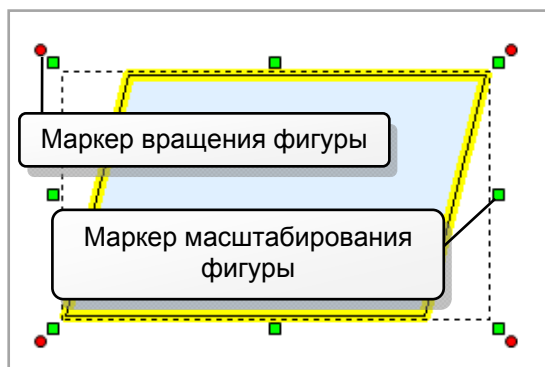 Маркер вращения фигуры
Маркер масштабирования
фигуры